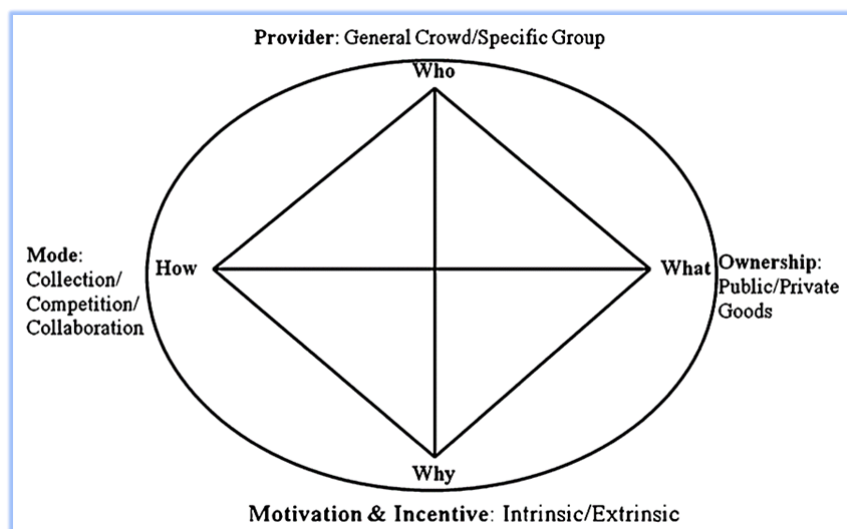 Provider: General Crowd/Specific Group
Who
Mode:
Collection/
Competition/
Collaboration
How
What
Ownership:
Public/Private
Goods
Why
Motivation & Incentive: Intrinsic/Extrinsic